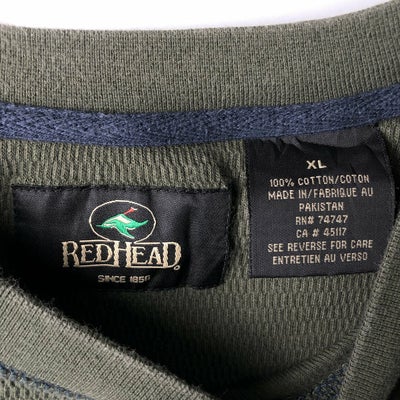 REDHEAD
SINCE 1856
XL
100% COTTON/COTON
MADE IN/FABRIQUE AU
PAKISTAN
RN# 74747
CA # 45117
SEE REVERSE FOR CARE
ENTRETIEN AU VERSO